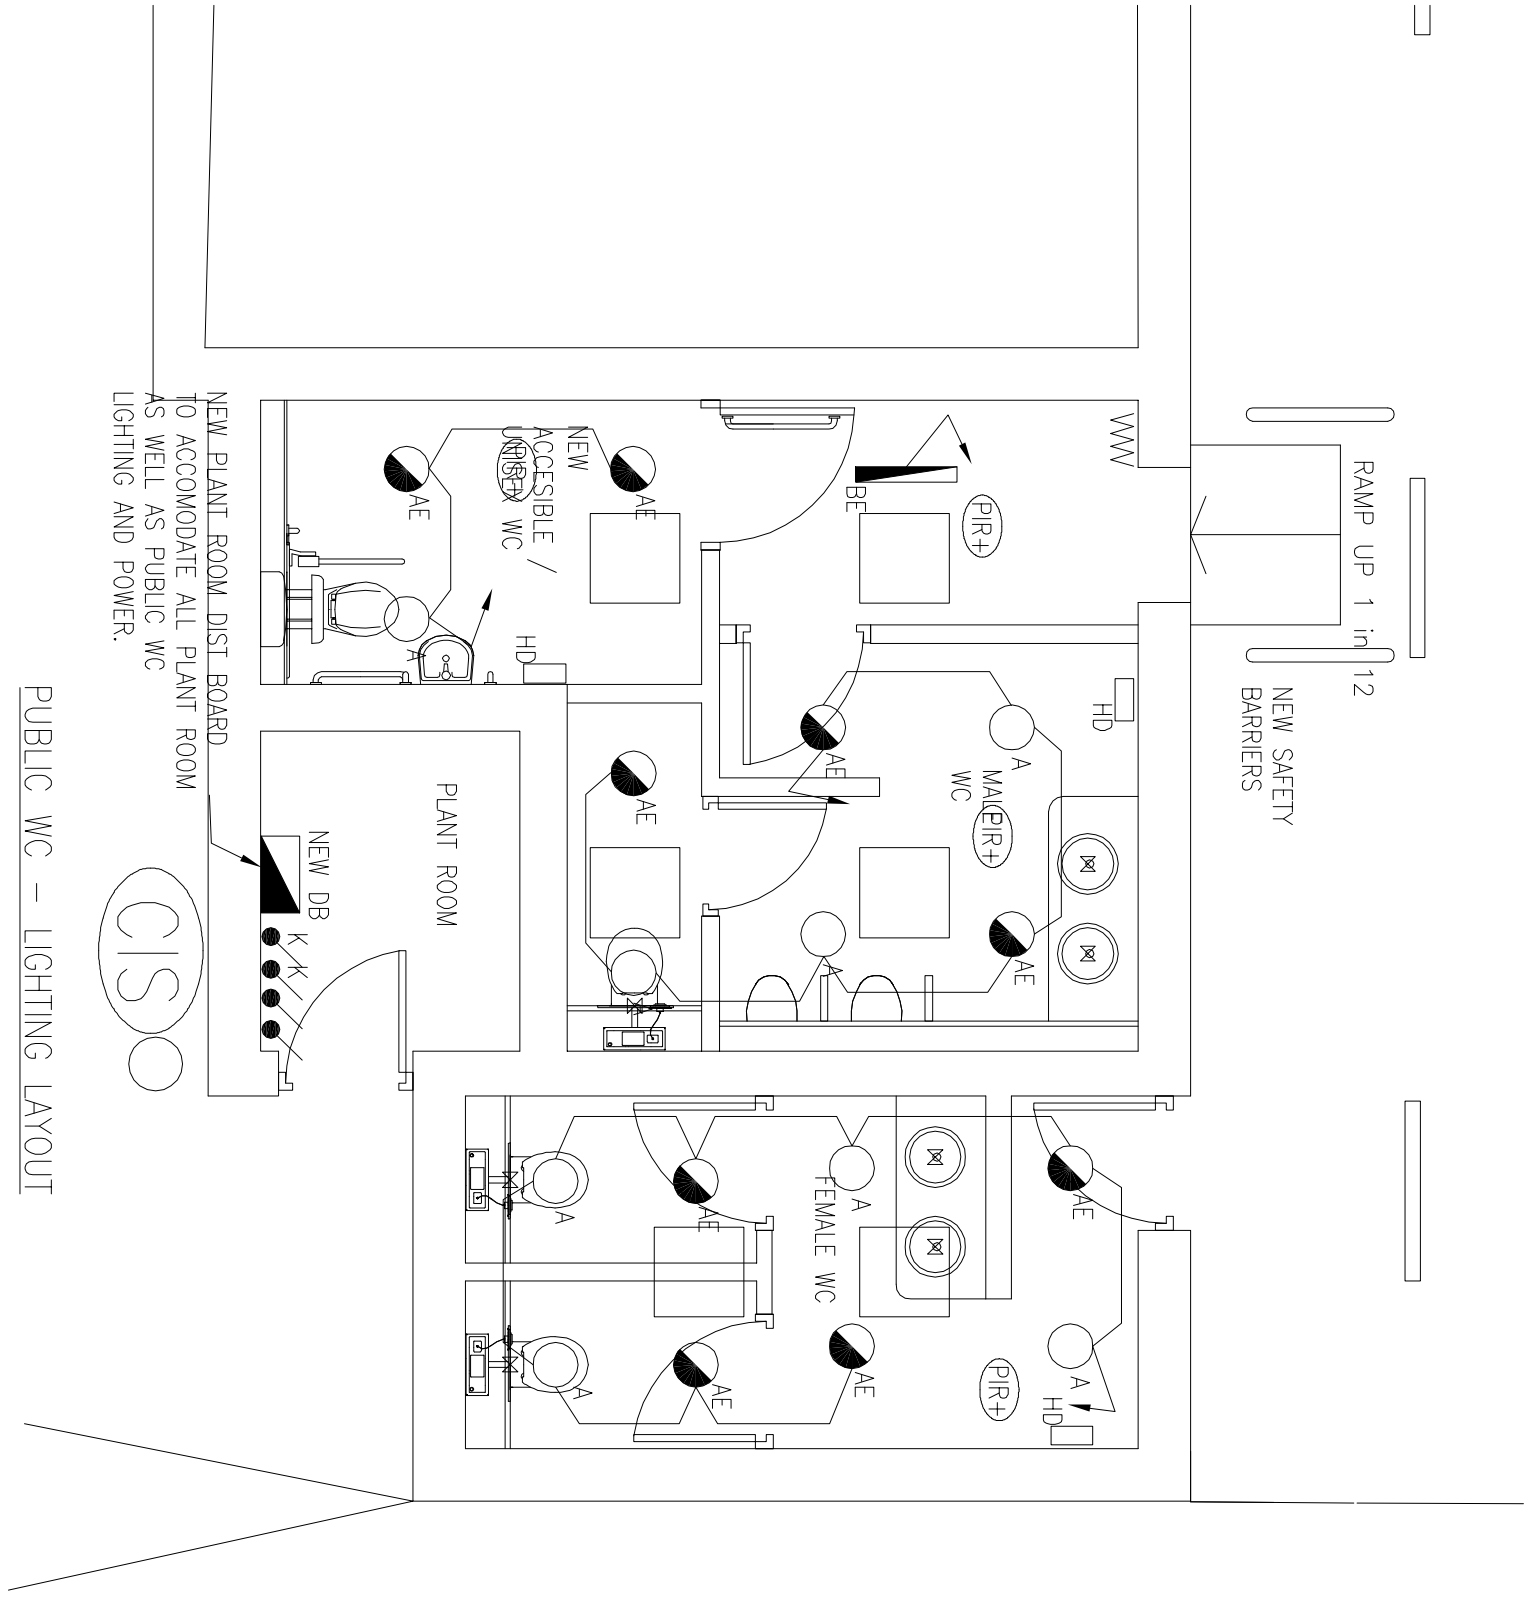 RAMP UP 1 in 12
NEW SAFETY
BARRIERS
BE
PIR+
HD
NEW
ACCESIBLE /
UNISEX WC
PIR+
AE
AE
A
HD
A
MALE
WC
PIR+
AE
AE
A
AE
PLANT ROOM
NEW DB
K
K
NEW PLANT ROOM DIST BOARD
TO ACCOMODATE ALL PLANT ROOM
AS WELL AS PUBLIC WC
LIGHTING AND POWER.
AE
A
FEMALE WC
AE
A
A
PIR+
HD
AE
AE
A
CIS
PUBLIC WC - LIGHTING LAYOUT